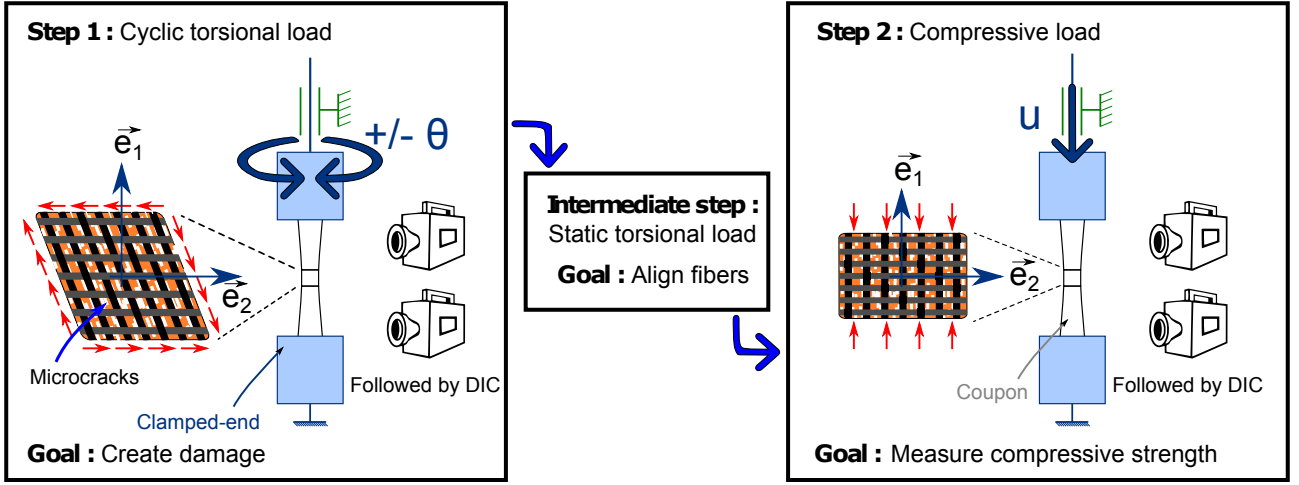 Step 1 : Cyclic torsional load
+/- θ
e₁
e₂
Microcracks
Clamped-end
Followed by DIC
Goal : Create damage
Intermediate step :
Static torsional load
Goal : Align fibers
Step 2 : Compressive load
u
e₁
e₂
Coupon
Followed by DIC
Goal : Measure compressive strength